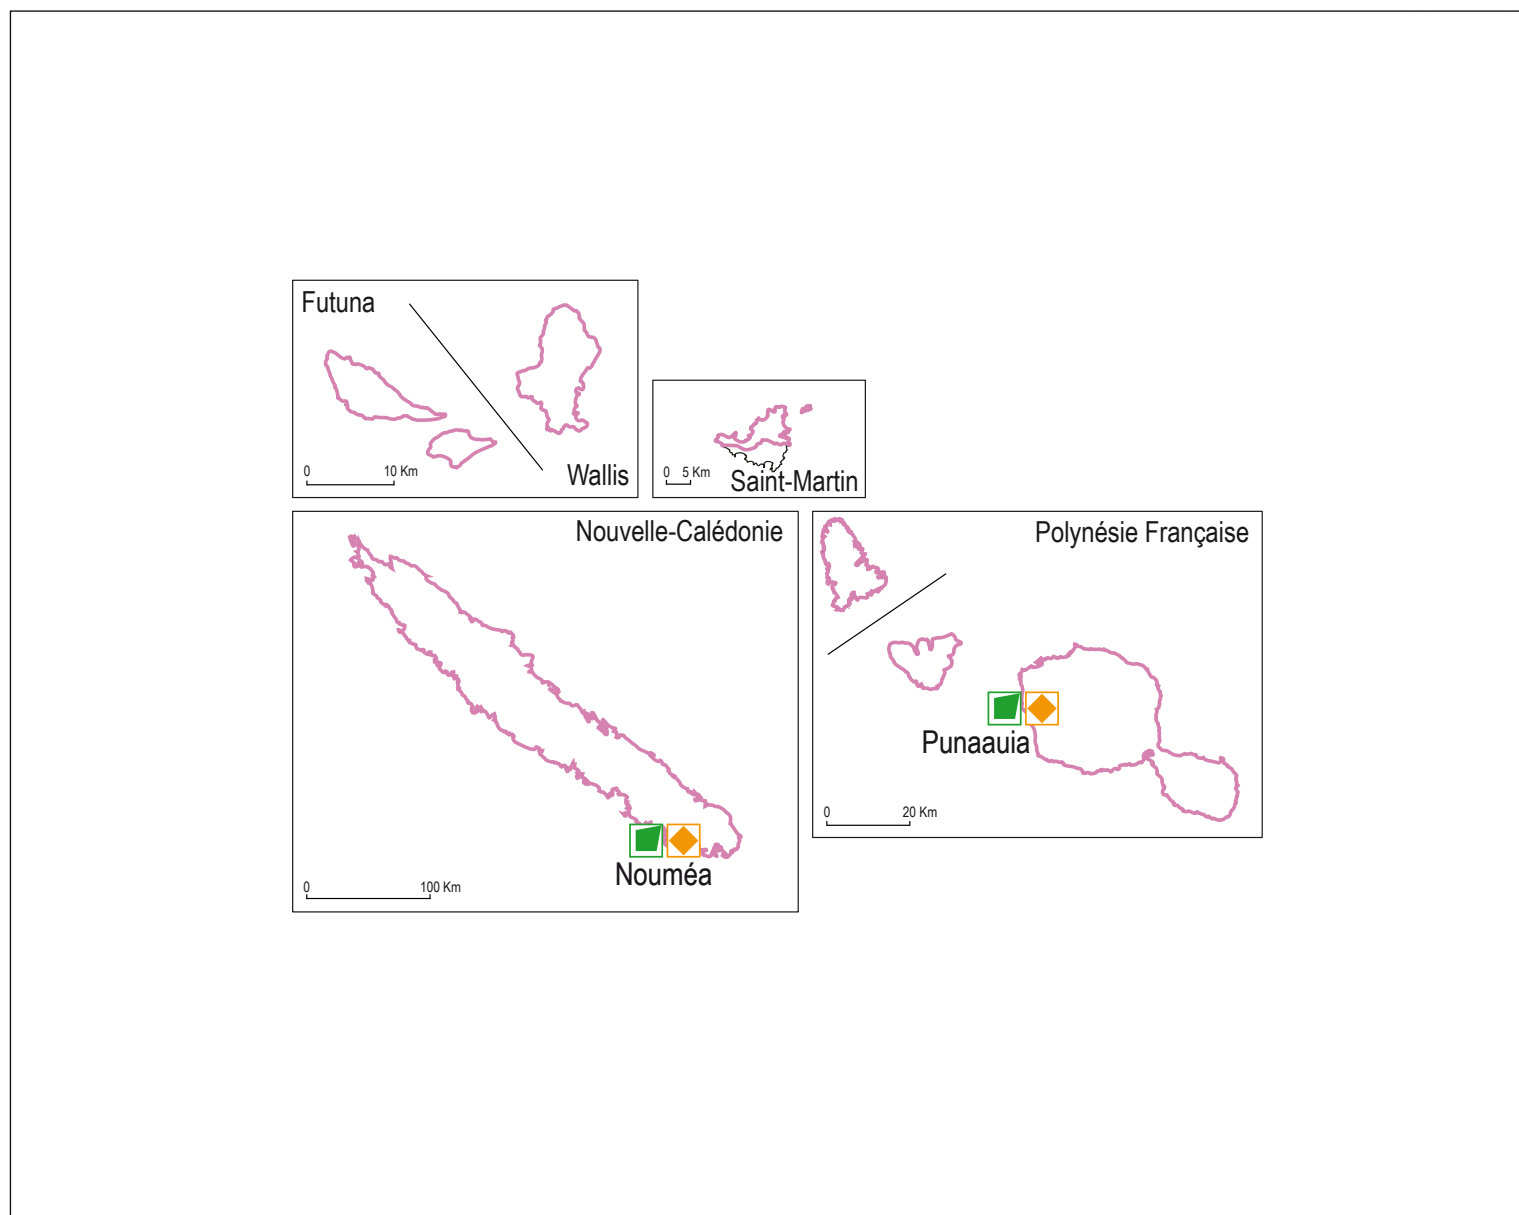 Futuna
Wallis
0 10 Km
0 5 Km
Saint-Martin
Nouvelle-Calédonie
Nouméa
0 100 Km
Polynésie Française
Punaauia
0 20 Km